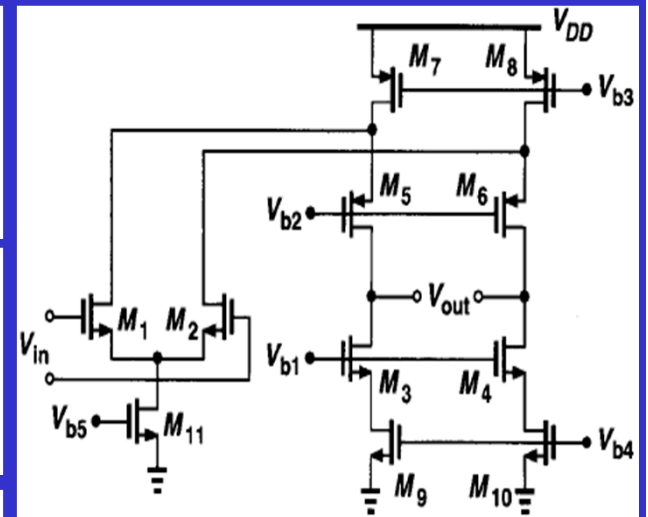 V_DD
M_7 M_8
V_b3
M_5 M_6
V_b2
V_out
M_1 M_2
V_in
V_b1
M_3 M_4
V_b5
M_11
V_b4
M_9 M_10